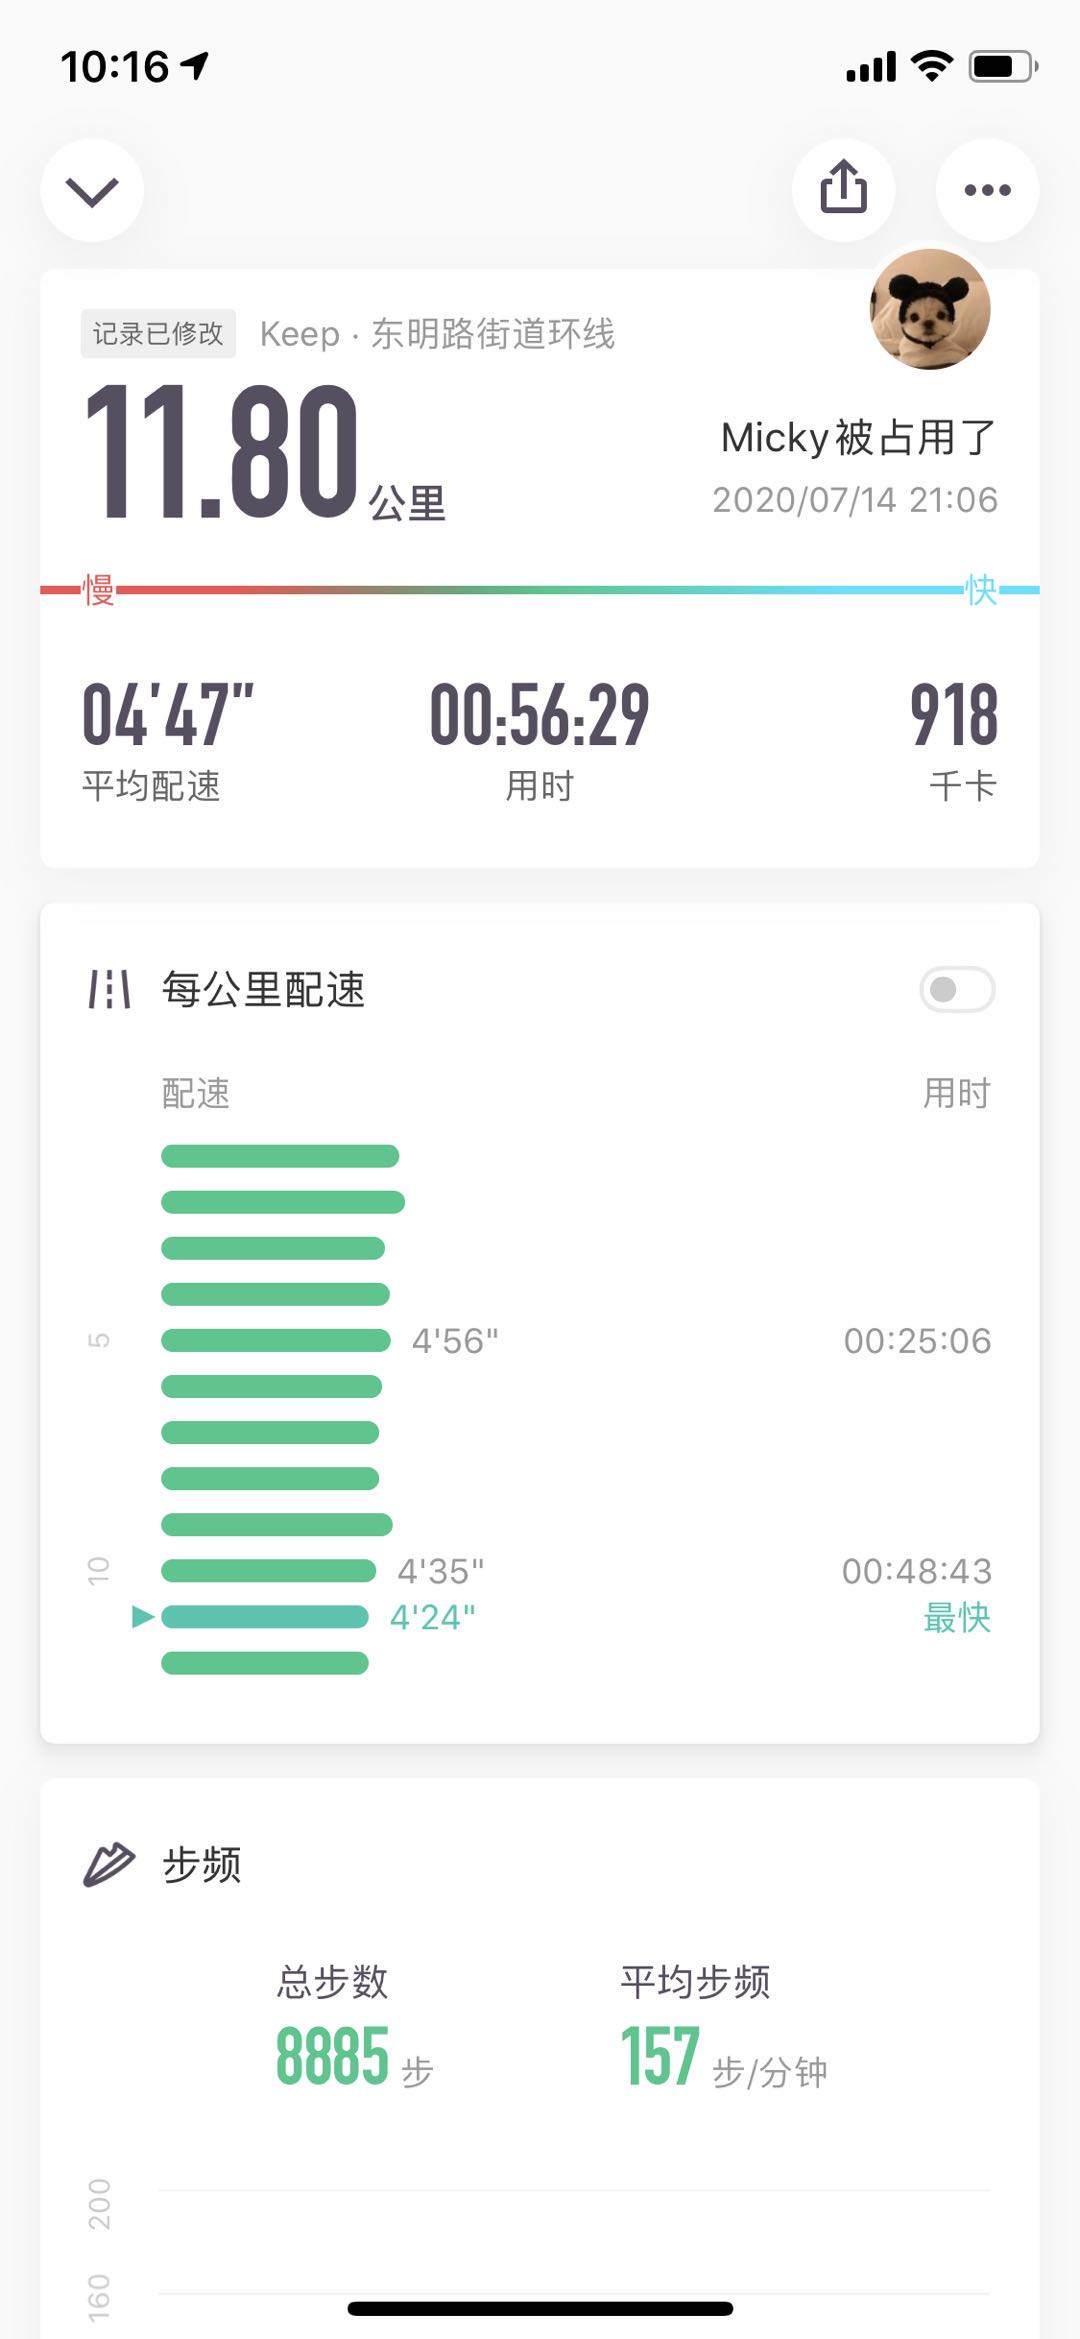 10:16
记录已修改 Keep · 东明路街道环线
11.80公里
Micky被占用了
2020/07/14 21:06
慢 快
04'47" 00:56:29 918
平均配速 用时 千卡
每公里配速
配速 用时
5 4'56" 00:25:06
10 4'35" 00:48:43
4'24" 最快
步频
总步数 平均步频
8885 步 157 步/分钟
200
160